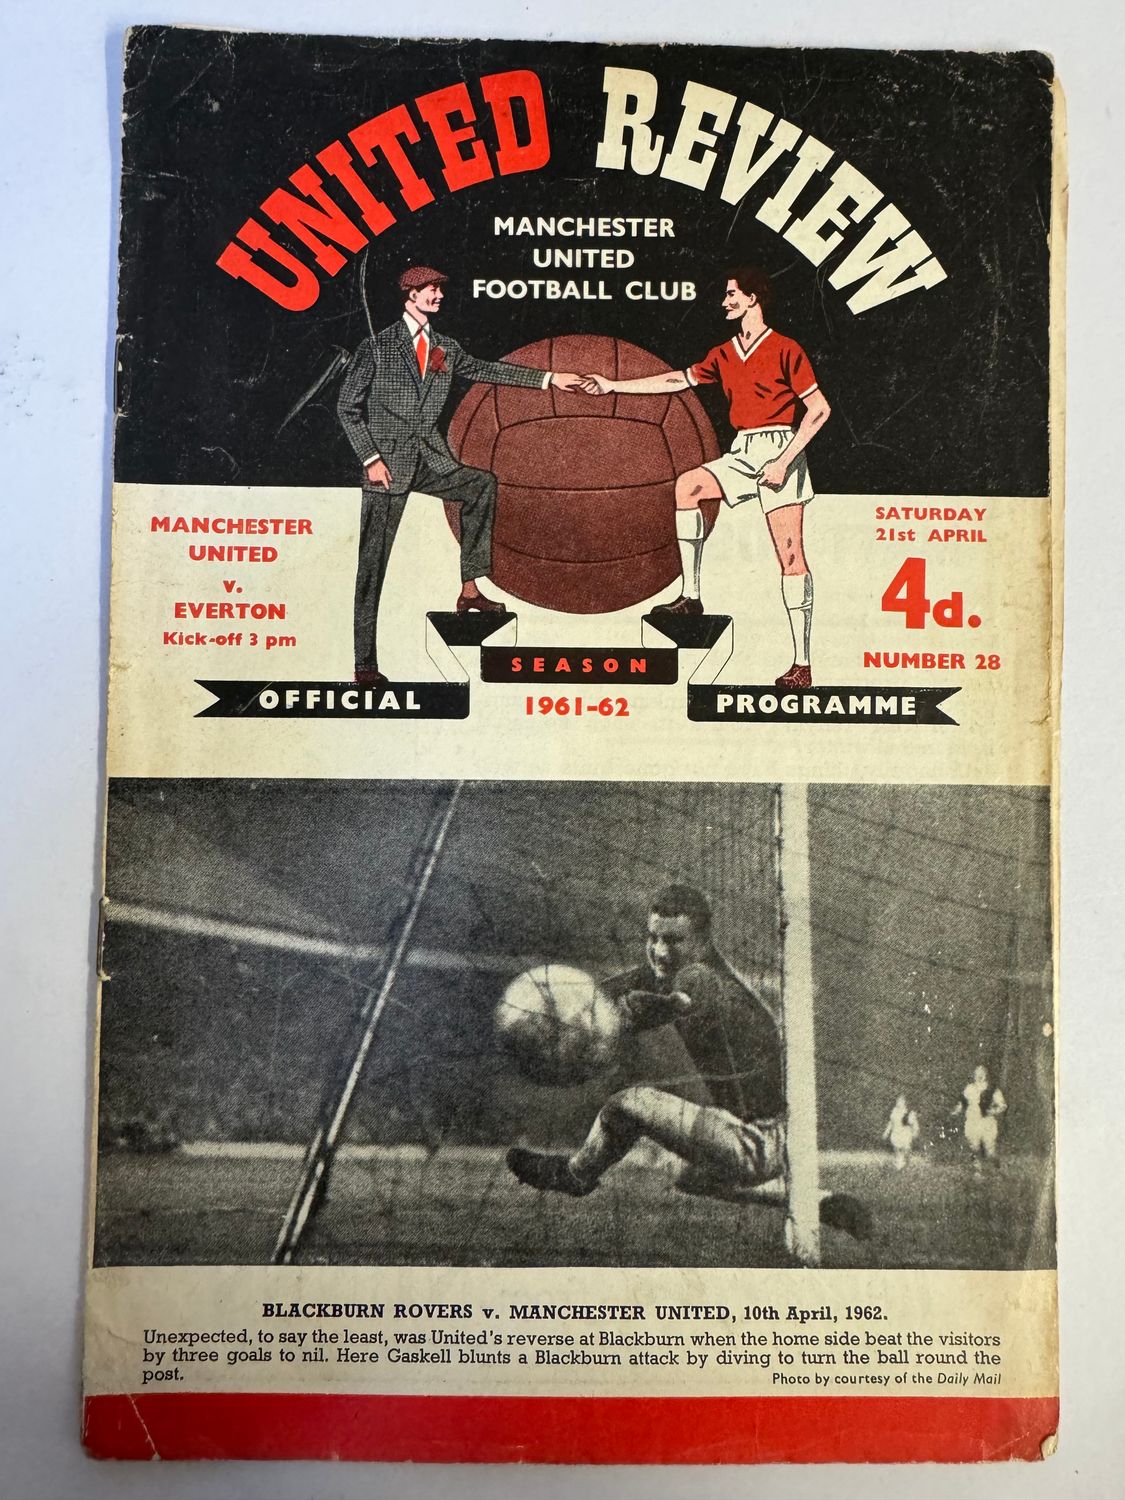 UNITED REVIEW
MANCHESTER
UNITED
FOOTBALL CLUB
MANCHESTER
UNITED
v.
EVERTON
Kick-off 3 pm
SATURDAY
21st APRIL
4d.
NUMBER 28
SEASON
OFFICIAL
1961-62
PROGRAMME
BLACKBURN ROVERS v. MANCHESTER UNITED, 10th April, 1962.
Unexpected, to say the least, was United's reverse at Blackburn when the home side beat the visitors
by three goals to nil. Here Gaskell blunts a Blackburn attack by diving to turn the ball round the
post.
Photo by courtesy of the Daily Mail